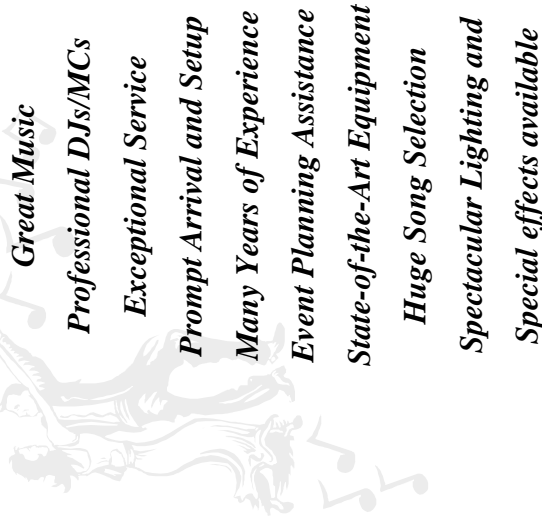 Great Music
Professional DJs/MCs
Exceptional Service
Prompt Arrival and Setup
Many Years of Experience
Event Planning Assistance
State-of-the-Art Equipment
Huge Song Selection
Spectacular Lighting and
Special effects available